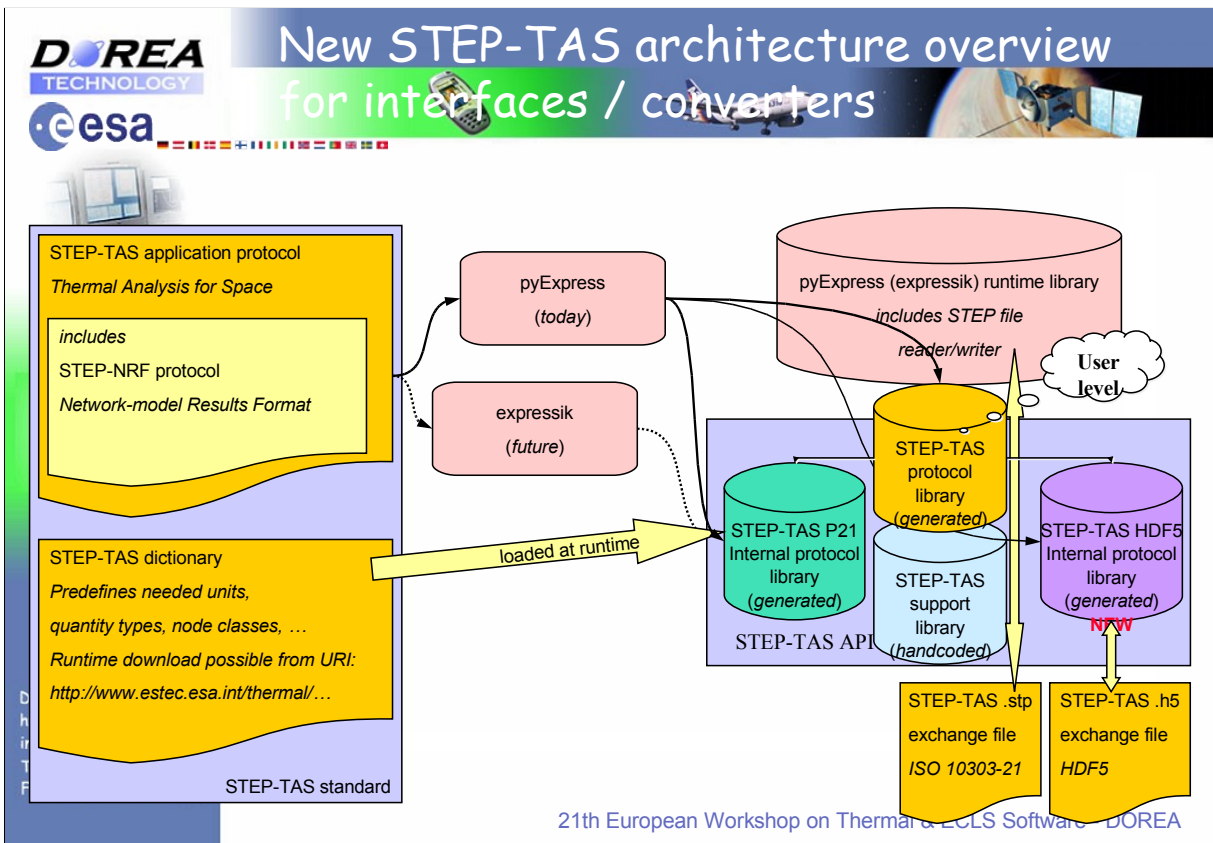 DOREA
TECHNOLOGY
esa
New STEP-TAS architecture overview
for interfaces / converters
STEP-TAS application protocol
Thermal Analysis for Space
includes
STEP-NRF protocol
Network-model Results Format
STEP-TAS dictionary
Predefines needed units,
quantity types, node classes, …
Runtime download possible from URI:
http://www.estec.esa.int/thermal/…
STEP-TAS standard
pyExpress
(today)
expressik
(future)
loaded at runtime
pyExpress (expressik) runtime library
includes STEP file
reader/writer
User
level
STEP-TAS
protocol
library
(generated)
STEP-TAS P21
Internal protocol
library
(generated)
STEP-TAS
support
library
(handcoded)
STEP-TAS HDF5
Internal protocol
library
(generated)
NEW
STEP-TAS API
STEP-TAS .stp
exchange file
ISO 10303-21
STEP-TAS .h5
exchange file
HDF5
D
h
in
T
F
21th European Workshop on Thermal & ECLS Software - DOREA